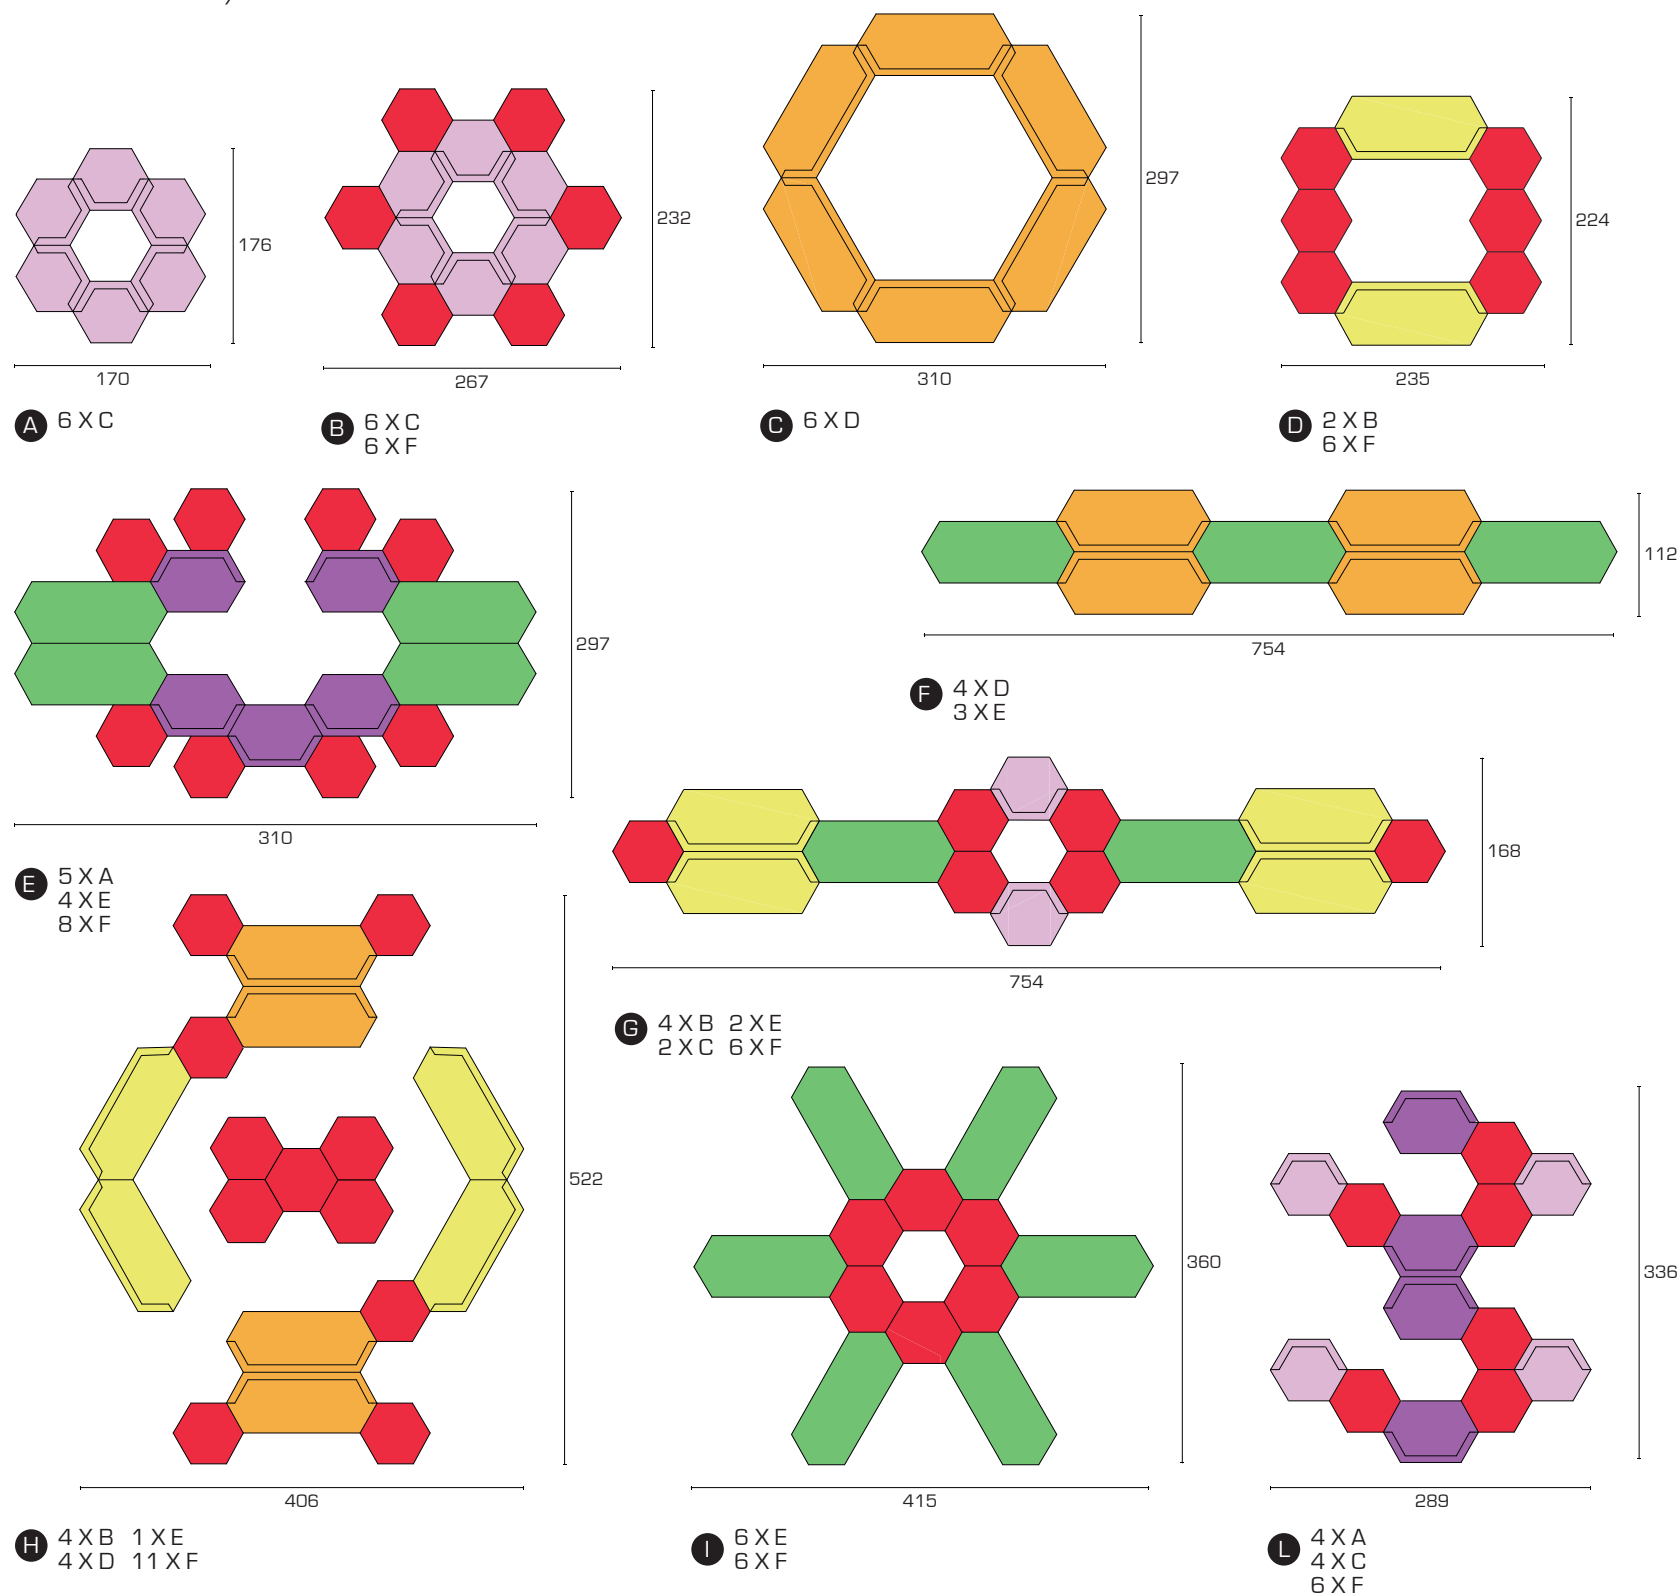 297
176
232
224
170
267
310
235
A 6 X C
B 6 X C
6 X F
C 6 X D
D 2 X B
6 X F
297
112
310
754
E 5 X A
4 X E
8 X F
F 4 X D
3 X E
168
754
G 4 X B 2 X E
2 X C 6 X F
522
360
336
406
415
289
H 4 X B 1 X E
4 X D 11 X F
I 6 X E
6 X F
L 4 X A
4 X C
6 X F